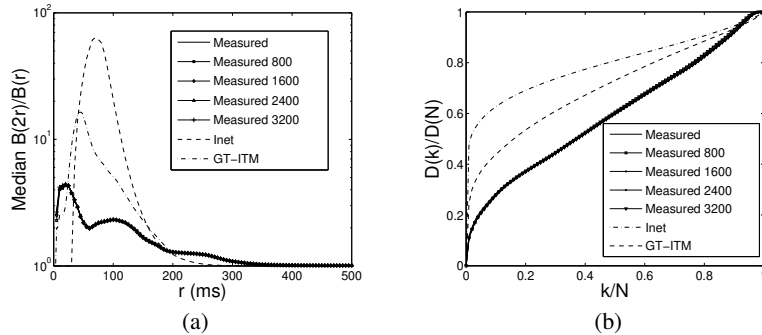 10^2
10^1
10^0
Median B(2r)/B(r)
0 100 200 300 400 500
r (ms)
Measured
Measured 800
Measured 1600
Measured 2400
Measured 3200
Inet
GT−ITM
(a)
1
0.8
0.6
0.4
0.2
0
D(k)/D(N)
0 0.2 0.4 0.6 0.8 1
k/N
Measured
Measured 800
Measured 1600
Measured 2400
Measured 3200
Inet
GT−ITM
(b)